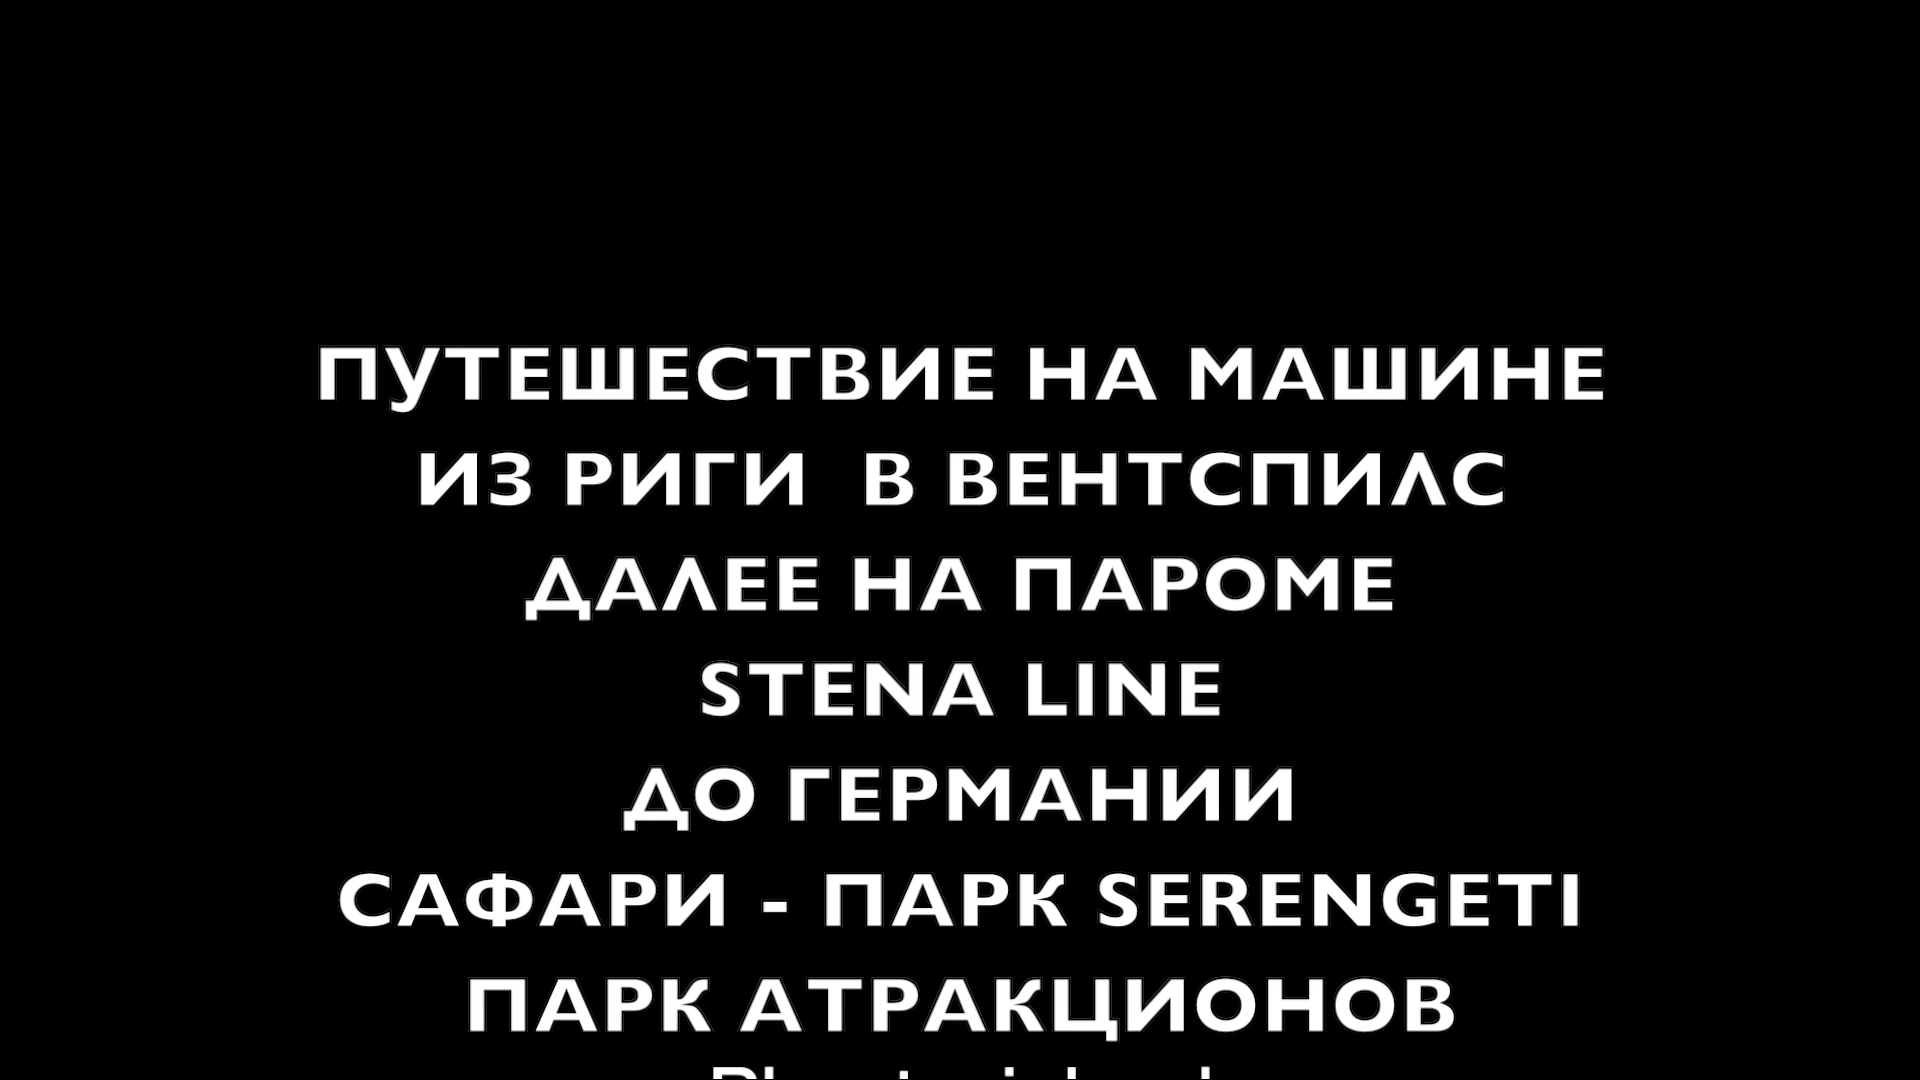 ПУТЕШЕСТВИЕ НА МАШИНЕ
ИЗ РИГИ  В ВЕНТСПИЛС
ДАЛЕЕ НА ПАРОМЕ
STENA LINE
ДО ГЕРМАНИИ
САФАРИ - ПАРК SERENGETI
ПАРК АТРАКЦИОНОВ